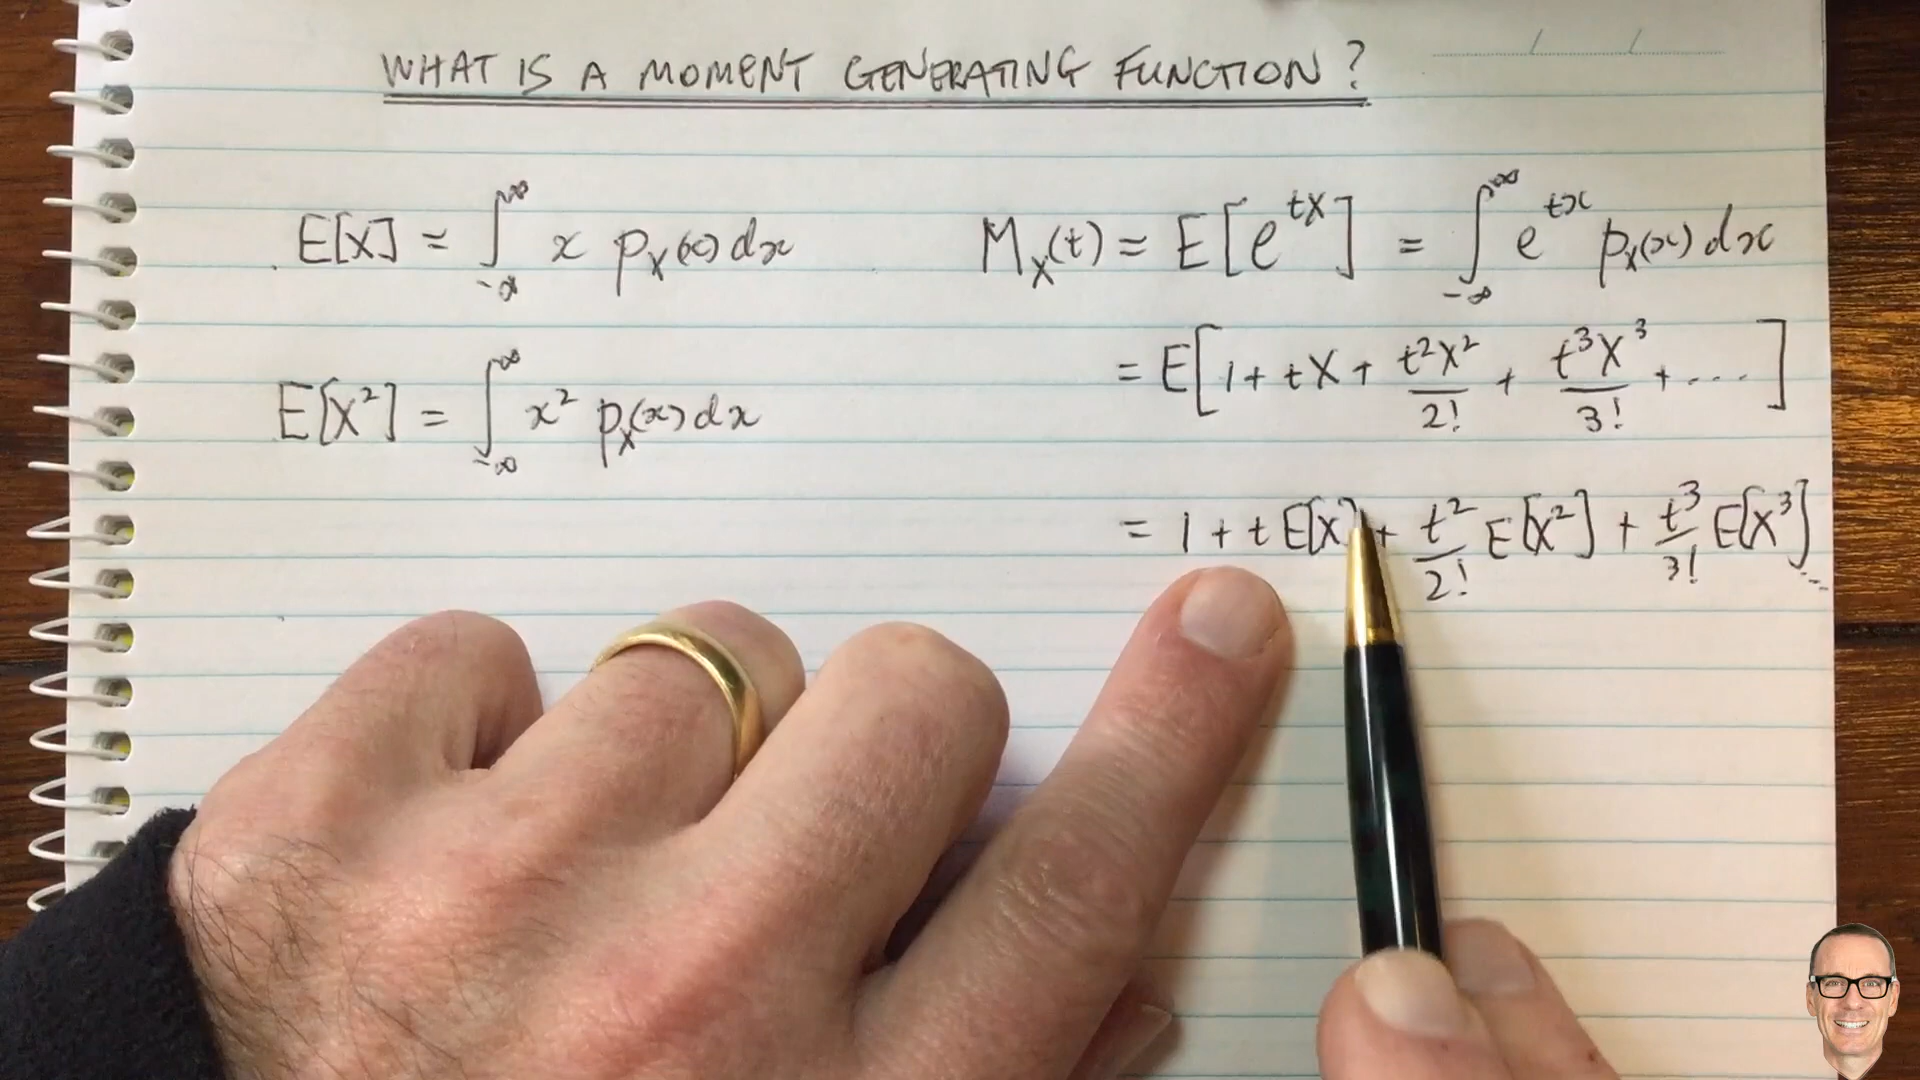 WHAT IS A MOMENT GENERATING FUNCTION?
E[X] = ∫_{-∞}^{∞} x p_X(x) dx
E[X²] = ∫_{-∞}^{∞} x² p_X(x) dx
M_X(t) = E[e^{tX}] = ∫_{-∞}^{∞} e^{tx} p_X(x) dx
= E[1 + tX + t²X²/2! + t³X³/3! + ....]
= 1 + t E[X] + t²/2! E[X²] + t³/3! E[X³] ...